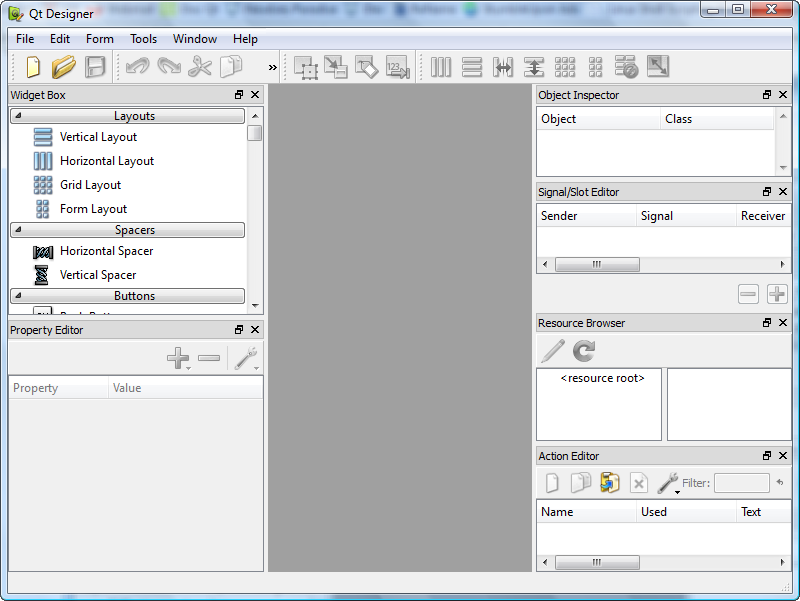 Qt Designer
File Edit Form Tools Window Help
123
»
Widget Box
Layouts
Vertical Layout
Horizontal Layout
Grid Layout
Form Layout
Spacers
Horizontal Spacer
Vertical Spacer
Buttons
Property Editor
Property Value
Object Inspector
Object Class
Signal/Slot Editor
Sender Signal Receiver
Resource Browser
<resource root>
Action Editor
Filter:
Name Used Text